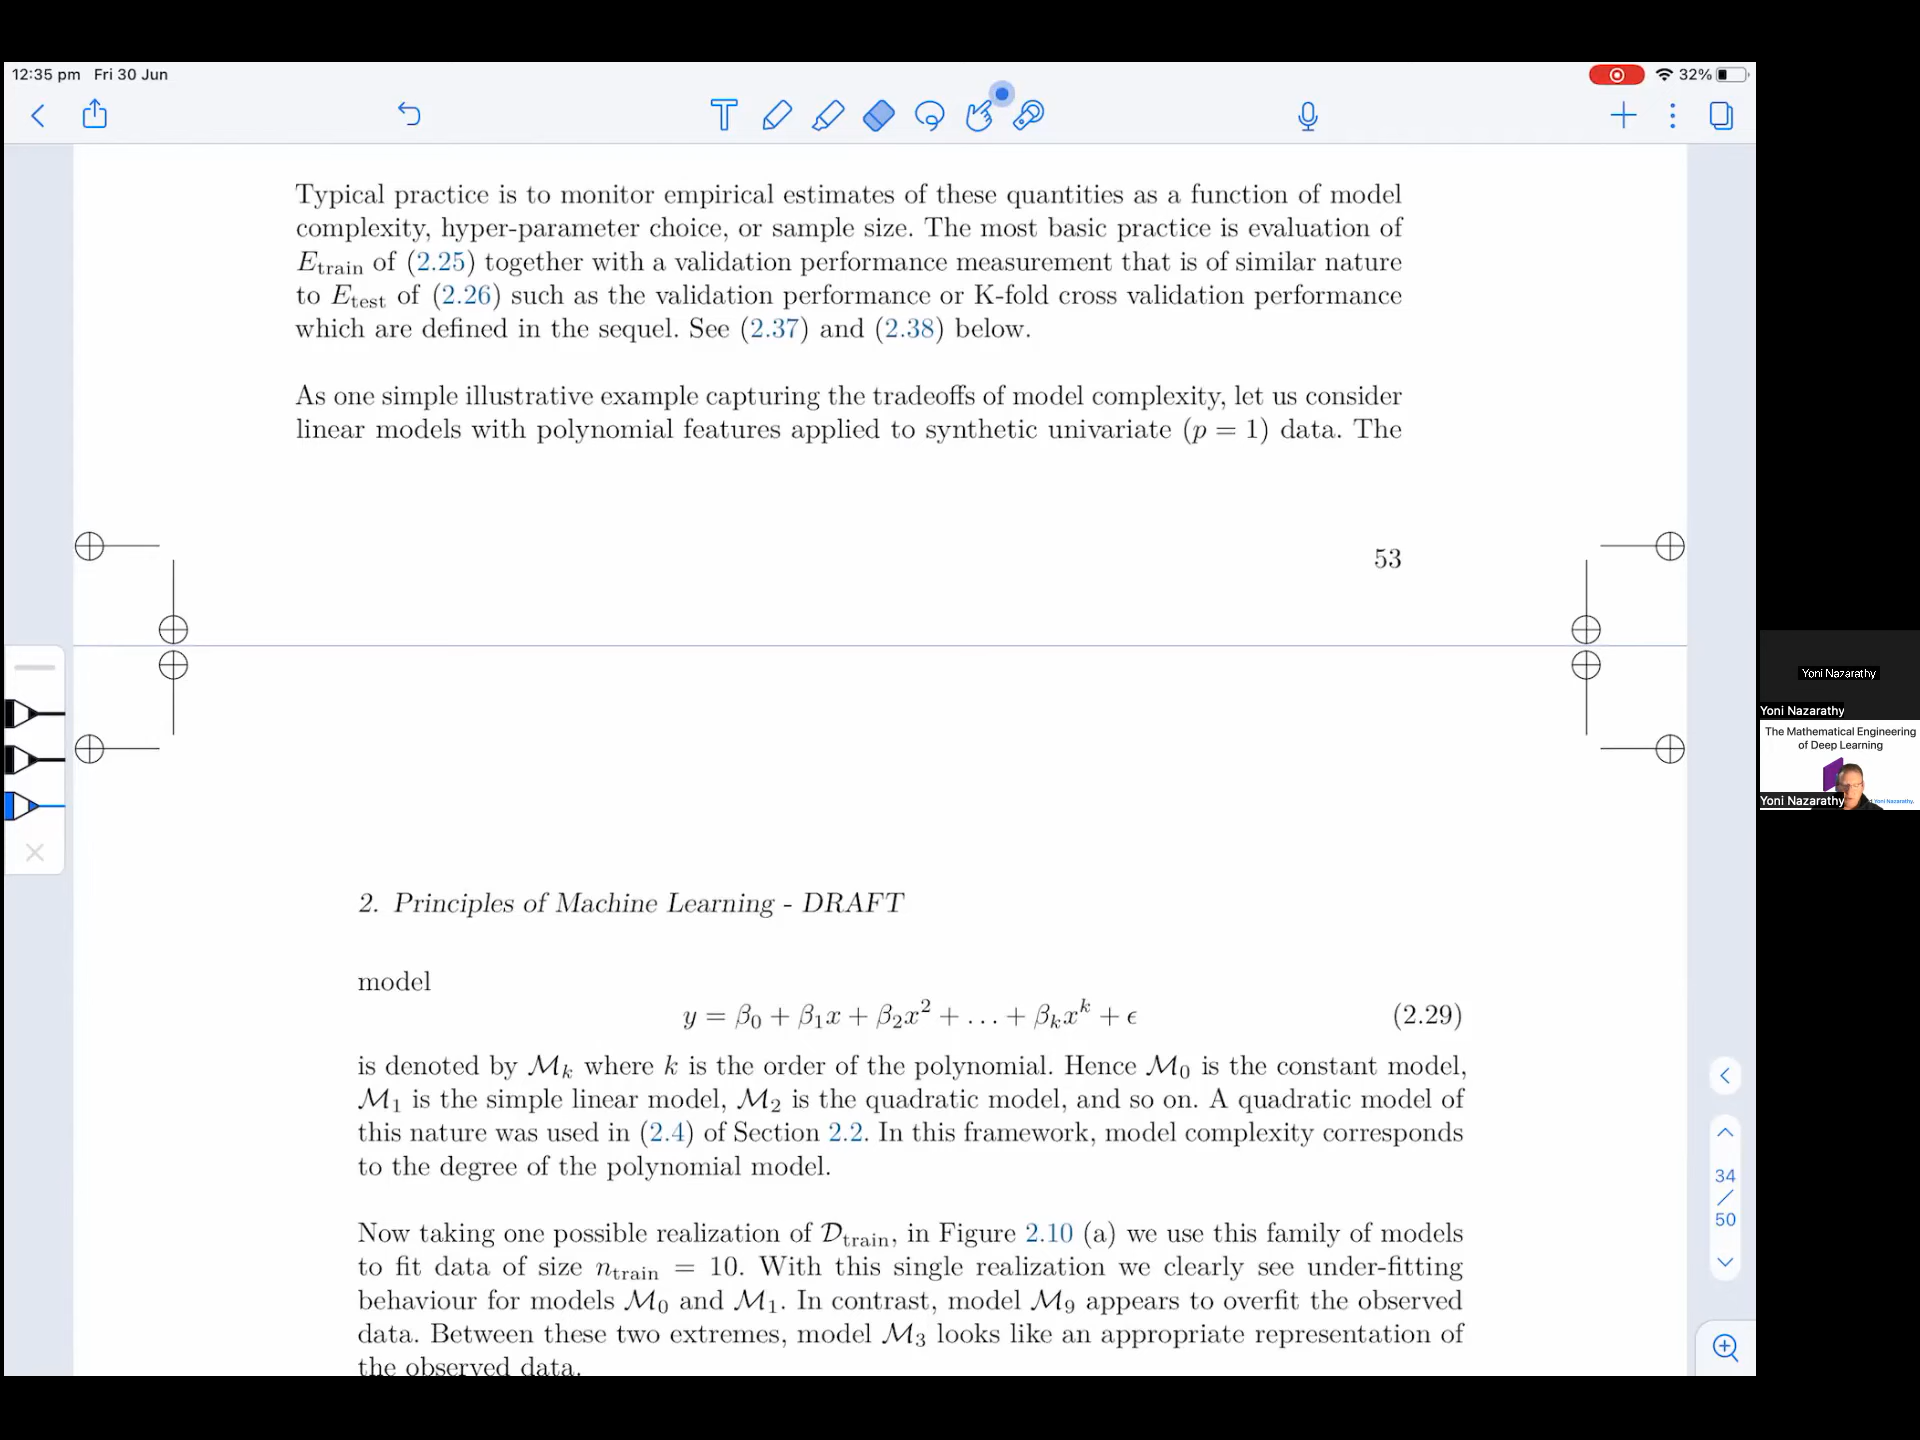 12:35 pm Fri 30 Jun
32%
Typical practice is to monitor empirical estimates of these quantities as a function of model
complexity, hyper-parameter choice, or sample size. The most basic practice is evaluation of
E_train of (2.25) together with a validation performance measurement that is of similar nature
to E_test of (2.26) such as the validation performance or K-fold cross validation performance
which are defined in the sequel. See (2.37) and (2.38) below.
As one simple illustrative example capturing the tradeoffs of model complexity, let us consider
linear models with polynomial features applied to synthetic univariate (p = 1) data. The
53
2. Principles of Machine Learning - DRAFT
model
y = β₀ + β₁x + β₂x² + … + βₖxᵏ + ϵ (2.29)
is denoted by ℳₖ where k is the order of the polynomial. Hence ℳ₀ is the constant model,
ℳ₁ is the simple linear model, ℳ₂ is the quadratic model, and so on. A quadratic model of
this nature was used in (2.4) of Section 2.2. In this framework, model complexity corresponds
to the degree of the polynomial model.
Now taking one possible realization of 𝒟_train, in Figure 2.10 (a) we use this family of models
to fit data of size n_train = 10. With this single realization we clearly see under-fitting
behaviour for models ℳ₀ and ℳ₁. In contrast, model ℳ₉ appears to overfit the observed
data. Between these two extremes, model ℳ₃ looks like an appropriate representation of
the observed data.
34
/
50
Yoni Nazarathy
Yoni Nazarathy
The Mathematical Engineering
of Deep Learning
Yoni Nazarathy
Yoni Nazarathy.